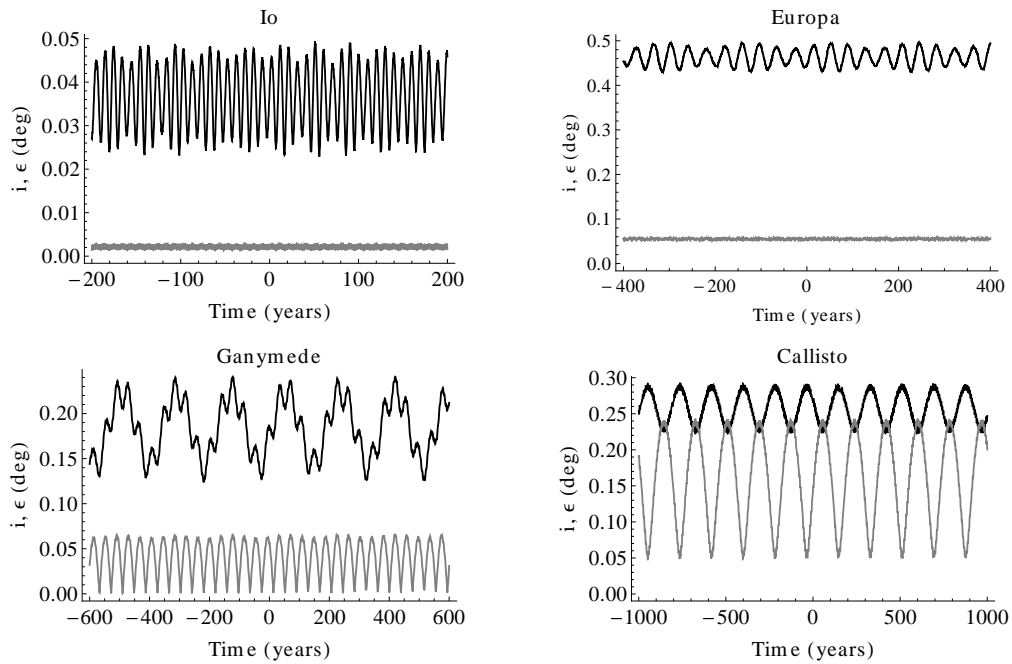 Io
0.05
0.04
0.03
0.02
0.01
0.00
i, ϵ (deg)
−200 −100 0 100 200
Time (years)
Europa
0.5
0.4
0.3
0.2
0.1
0.0
i, ϵ (deg)
−400 −200 0 200 400
Time (years)
Ganymede
0.20
0.15
0.10
0.05
0.00
i, ϵ (deg)
−600 −400 −200 0 200 400 600
Time (years)
Callisto
0.30
0.25
0.20
0.15
0.10
0.05
0.00
i, ϵ (deg)
−1000 −500 0 500 1000
Time (years)